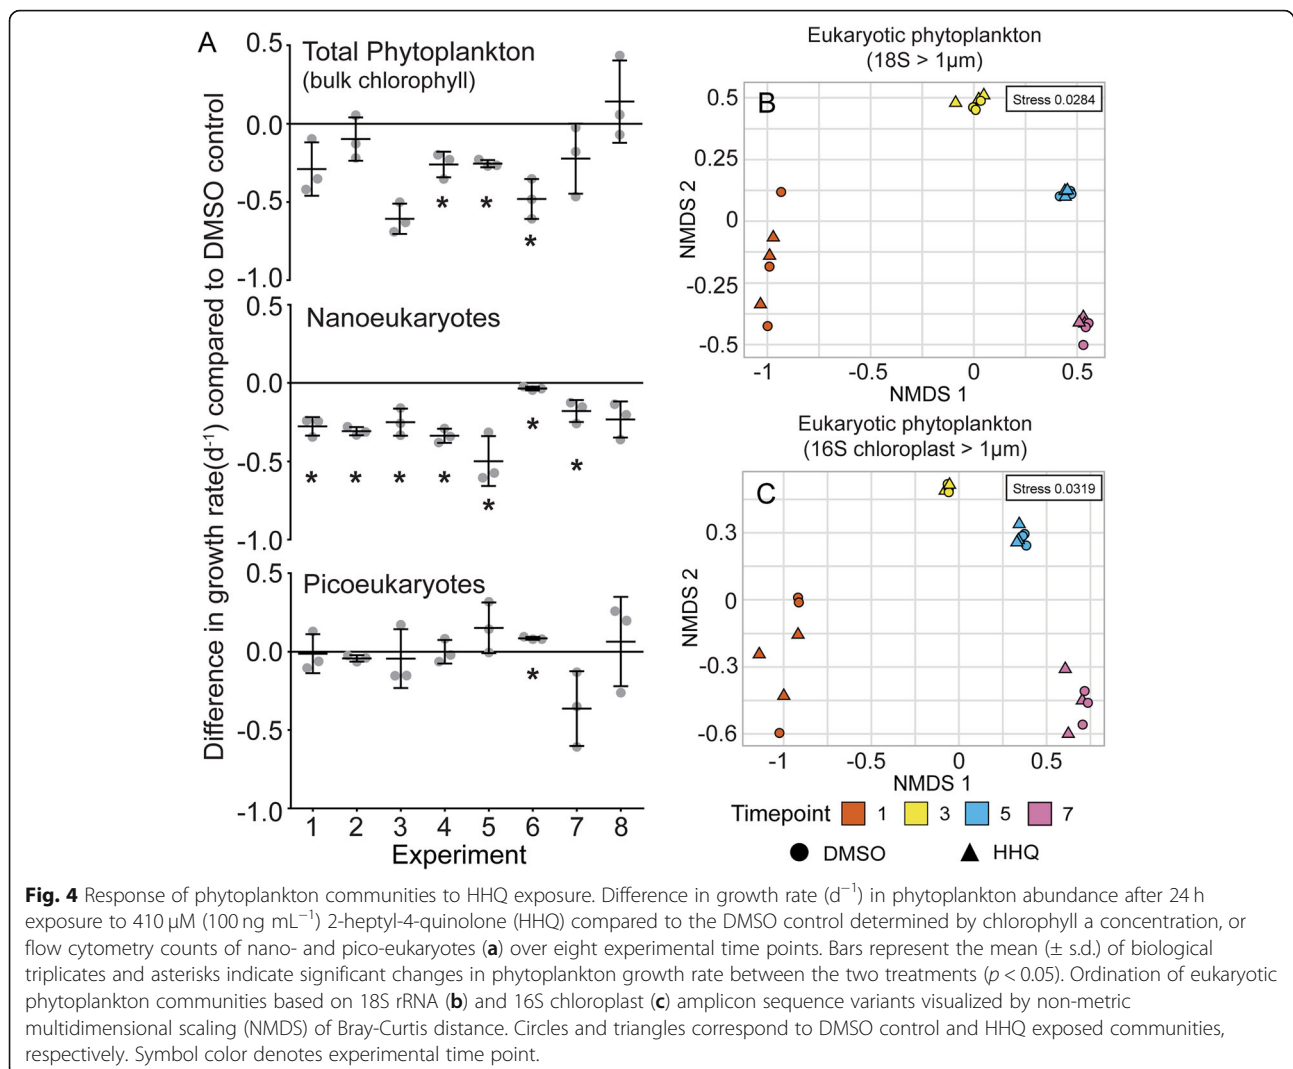 A
Difference in growth rate(d-1) compared to DMSO control
Total Phytoplankton
(bulk chlorophyll)
0.5
0.0
-0.5
-1.0
*
*
*
Nanoeukaryotes
0.5
0.0
-0.5
-1.0
*
*
*
*
*
*
*
Picoeukaryotes
0.5
0.0
-0.5
-1.0
*
1 2 3 4 5 6 7 8
Experiment
Eukaryotic phytoplankton
(18S > 1µm)
B
Stress 0.0284
NMDS 2
0.5
0.25
0
-0.25
-0.5
-1 -0.5 0 0.5
NMDS 1
Eukaryotic phytoplankton
(16S chloroplast > 1µm)
C
Stress 0.0319
NMDS 2
0.3
0
-0.3
-0.6
-1 -0.5 0 0.5
NMDS 1
Timepoint 1 3 5 7
DMSO HHQ
Fig. 4 Response of phytoplankton communities to HHQ exposure. Difference in growth rate (d−1) in phytoplankton abundance after 24 h
exposure to 410 µM (100 ng mL−1) 2-heptyl-4-quinolone (HHQ) compared to the DMSO control determined by chlorophyll a concentration, or
flow cytometry counts of nano- and pico-eukaryotes (a) over eight experimental time points. Bars represent the mean (± s.d.) of biological
triplicates and asterisks indicate significant changes in phytoplankton growth rate between the two treatments (p < 0.05). Ordination of eukaryotic
phytoplankton communities based on 18S rRNA (b) and 16S chloroplast (c) amplicon sequence variants visualized by non-metric
multidimensional scaling (NMDS) of Bray-Curtis distance. Circles and triangles correspond to DMSO control and HHQ exposed communities,
respectively. Symbol color denotes experimental time point.